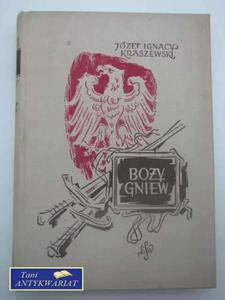 JÓZEF IGNACY
KRASZEWSKI
BOŻY
GNIEW
Tani
ANTYKWARIAT